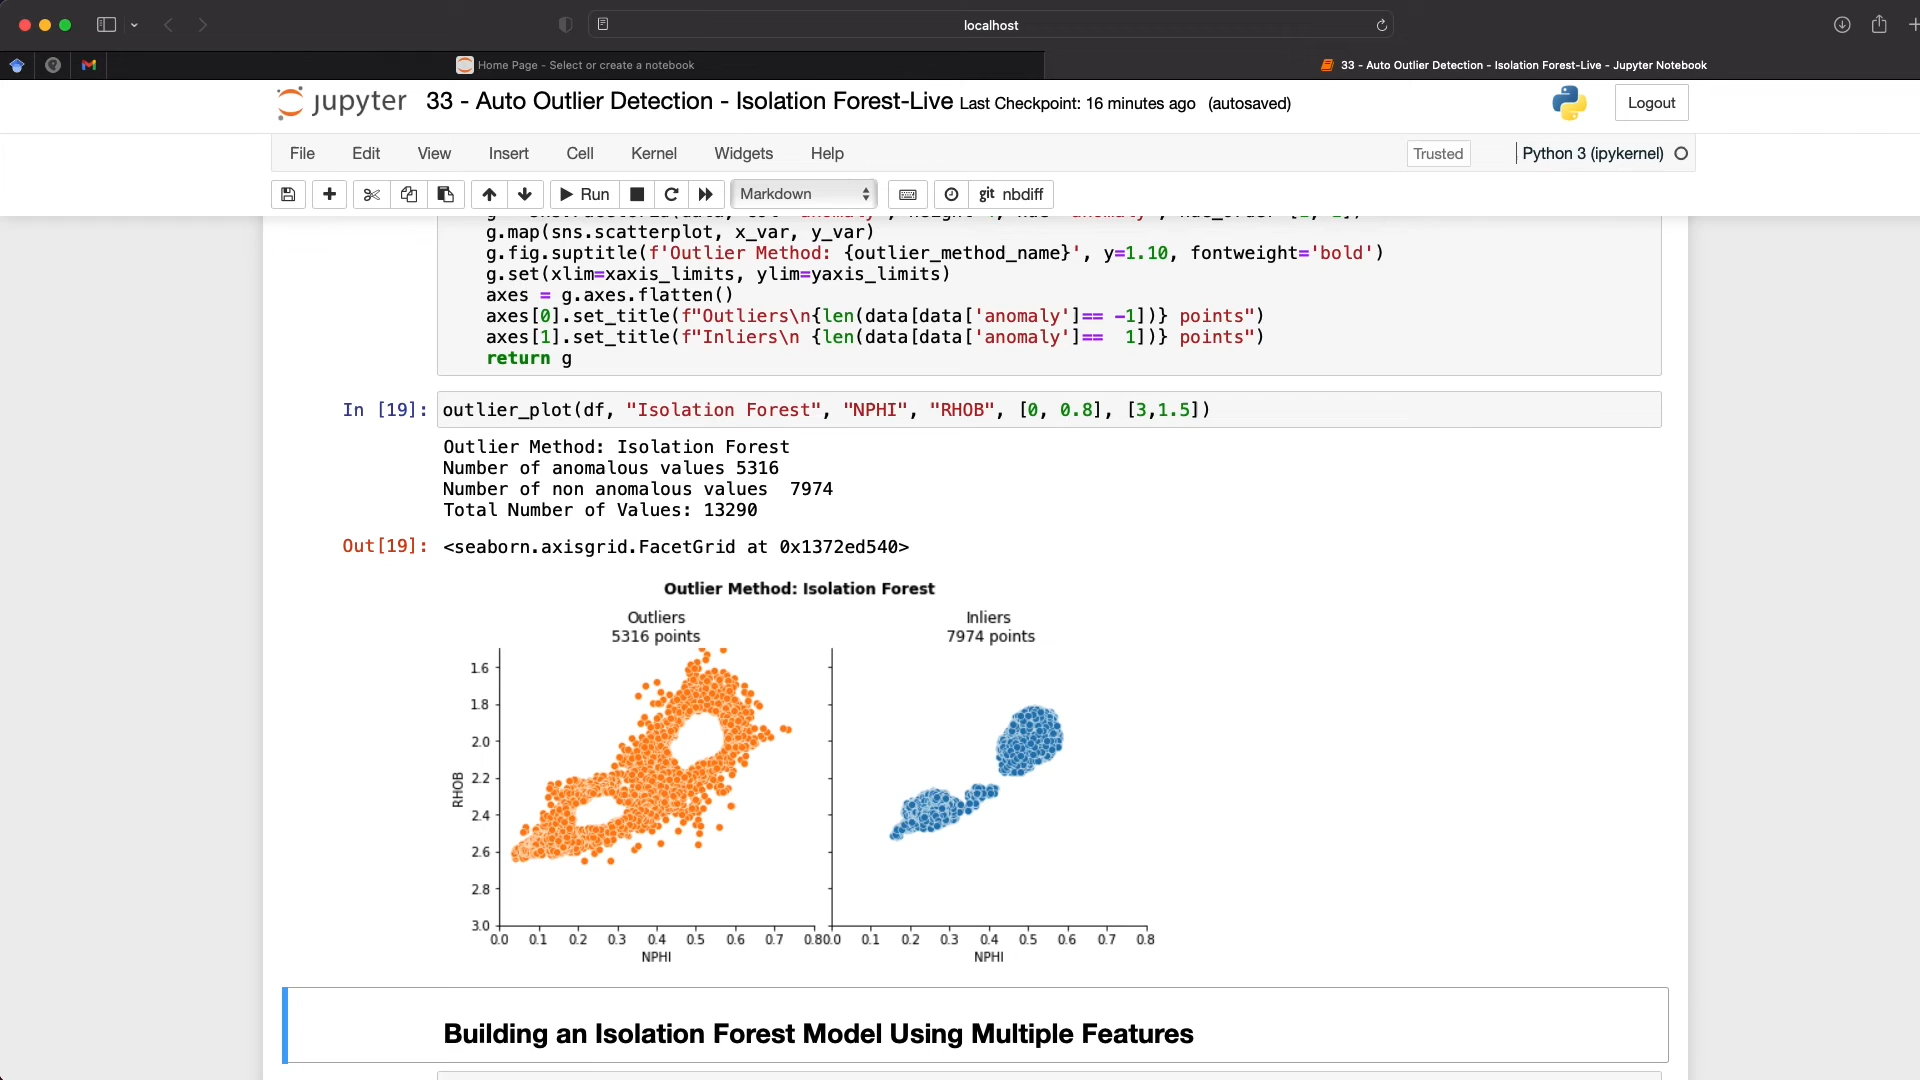 localhost
Home Page - Select or create a notebook
33 - Auto Outlier Detection - Isolation Forest-Live - Jupyter Notebook
jupyter 33 - Auto Outlier Detection - Isolation Forest-Live Last Checkpoint: 16 minutes ago (autosaved)
Logout
File Edit View Insert Cell Kernel Widgets Help
Trusted
Python 3 (ipykernel)
Run
Markdown
git nbdiff
g.map(sns.scatterplot, x_var, y_var)
g.fig.suptitle(f'Outlier Method: {outlier_method_name}', y=1.10, fontweight='bold')
g.set(xlim=xaxis_limits, ylim=yaxis_limits)
axes = g.axes.flatten()
axes[0].set_title(f"Outliers\n{len(data[data['anomaly']== -1])} points")
axes[1].set_title(f"Inliers\n {len(data[data['anomaly']==  1])} points")
return g
In [19]: outlier_plot(df, "Isolation Forest", "NPHI", "RHOB", [0, 0.8], [3,1.5])
Outlier Method: Isolation Forest
Number of anomalous values 5316
Number of non anomalous values  7974
Total Number of Values: 13290
Out[19]: <seaborn.axisgrid.FacetGrid at 0x1372ed540>
Outlier Method: Isolation Forest
Outliers
5316 points
Inliers
7974 points
1.6
1.8
2.0
2.2
2.4
2.6
2.8
3.0
RHOB
0.0 0.1 0.2 0.3 0.4 0.5 0.6 0.7 0.8
NPHI
0.0 0.1 0.2 0.3 0.4 0.5 0.6 0.7 0.8
NPHI
Building an Isolation Forest Model Using Multiple Features